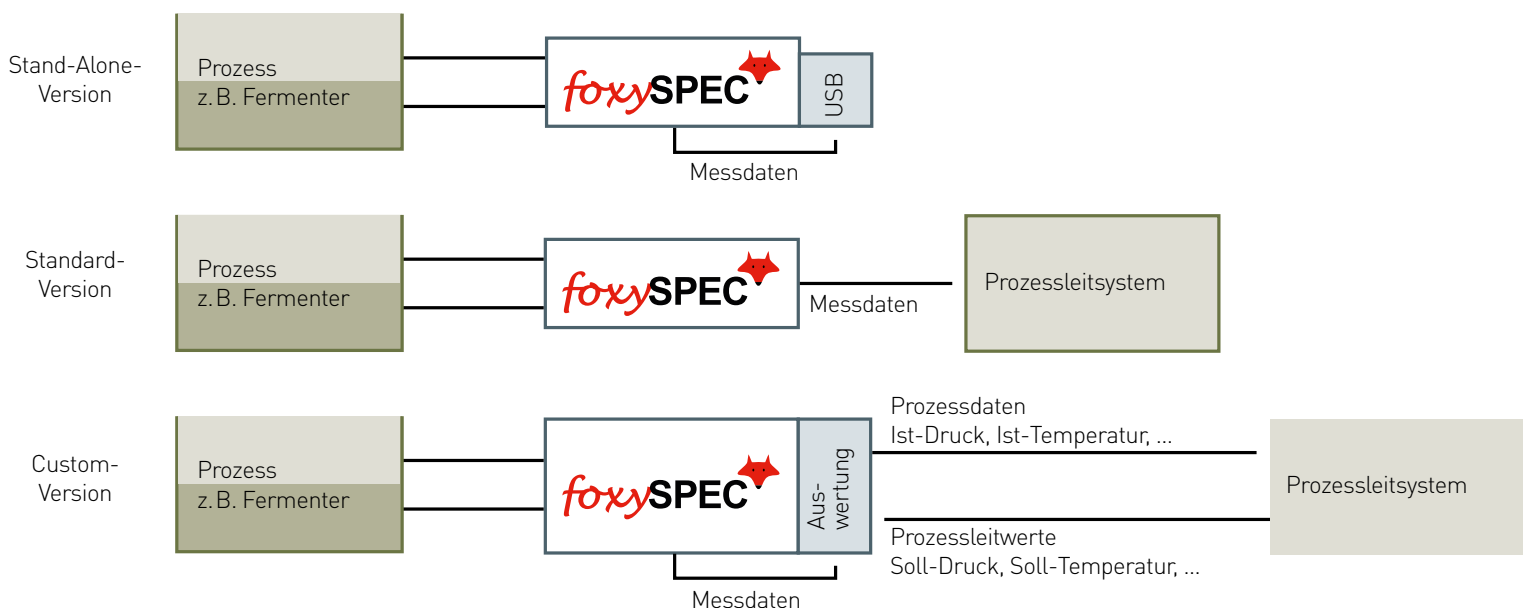 Stand-Alone-
Version
Prozess
z.B. Fermenter
foxySPEC
USB
Messdaten
Standard-
Version
Prozess
z.B. Fermenter
foxySPEC
Messdaten
Prozessleitsystem
Custom-
Version
Prozess
z.B. Fermenter
foxySPEC
Aus-
wertung
Messdaten
Prozessdaten
Ist-Druck, Ist-Temperatur, ...
Prozessleitwerte
Soll-Druck, Soll-Temperatur, ...
Prozessleitsystem